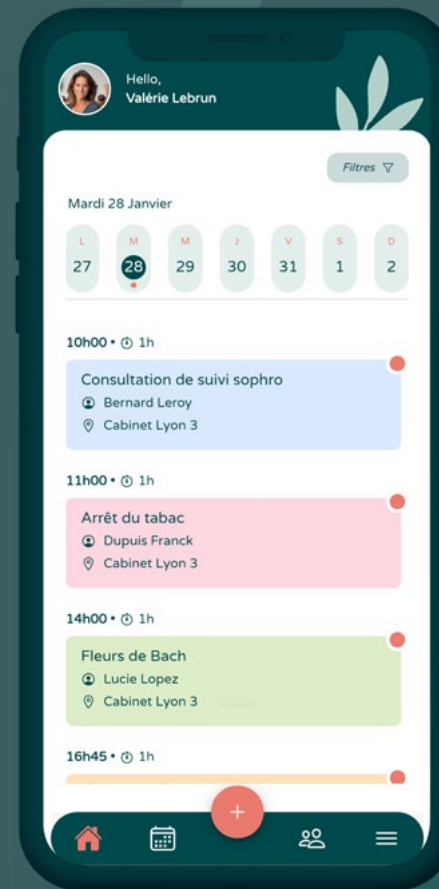 Hello,
Valérie Lebrun
Filtres
Mardi 28 Janvier
L M M J V S D
27 28 29 30 31 1 2
10h00 • 1h
Consultation de suivi sophro
Bernard Leroy
Cabinet Lyon 3
11h00 • 1h
Arrêt du tabac
Dupuis Franck
Cabinet Lyon 3
14h00 • 1h
Fleurs de Bach
Lucie Lopez
Cabinet Lyon 3
16h45 • 1h
+